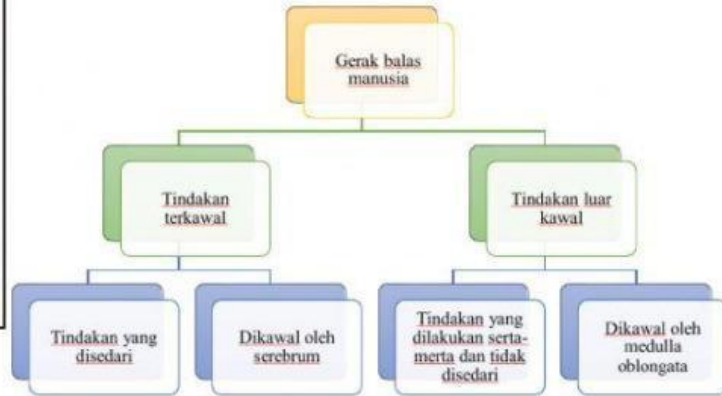 Gerak balas
manusia
Tindakan
terkawal
Tindakan luar
kawal
Tindakan yang
disedari
Dikawal oleh
serebrum
Tindakan yang
dilakukan serta-
merta dan tidak
disedari
Dikawal oleh
medulla
oblongata